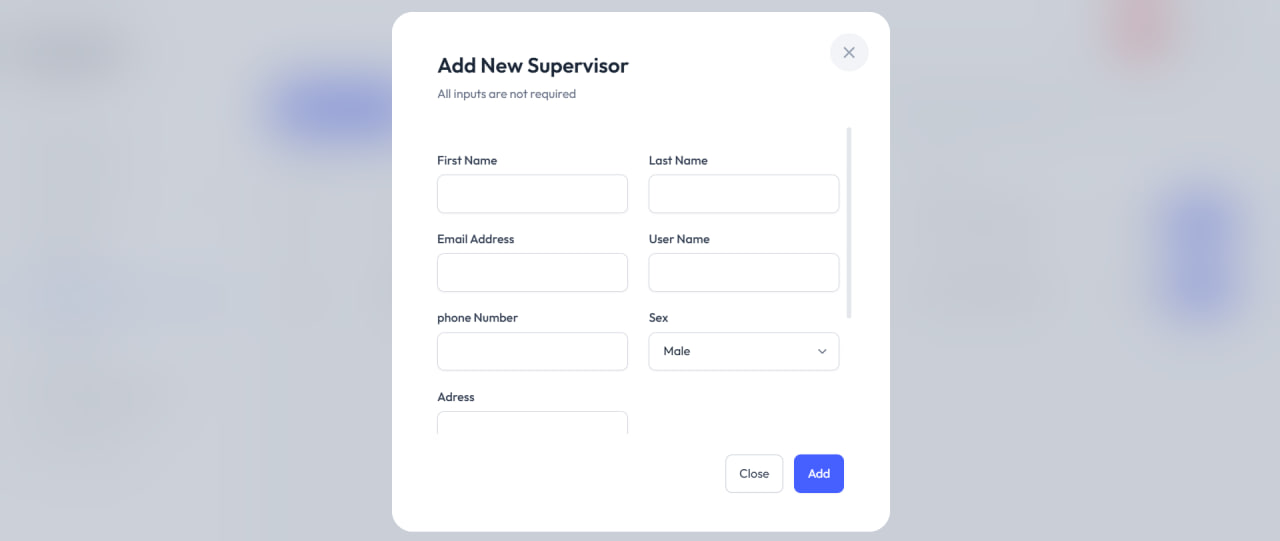 Add New Supervisor
All inputs are not required
First Name
Last Name
Email Address
User Name
phone Number
Sex
Male
Adress
Close
Add